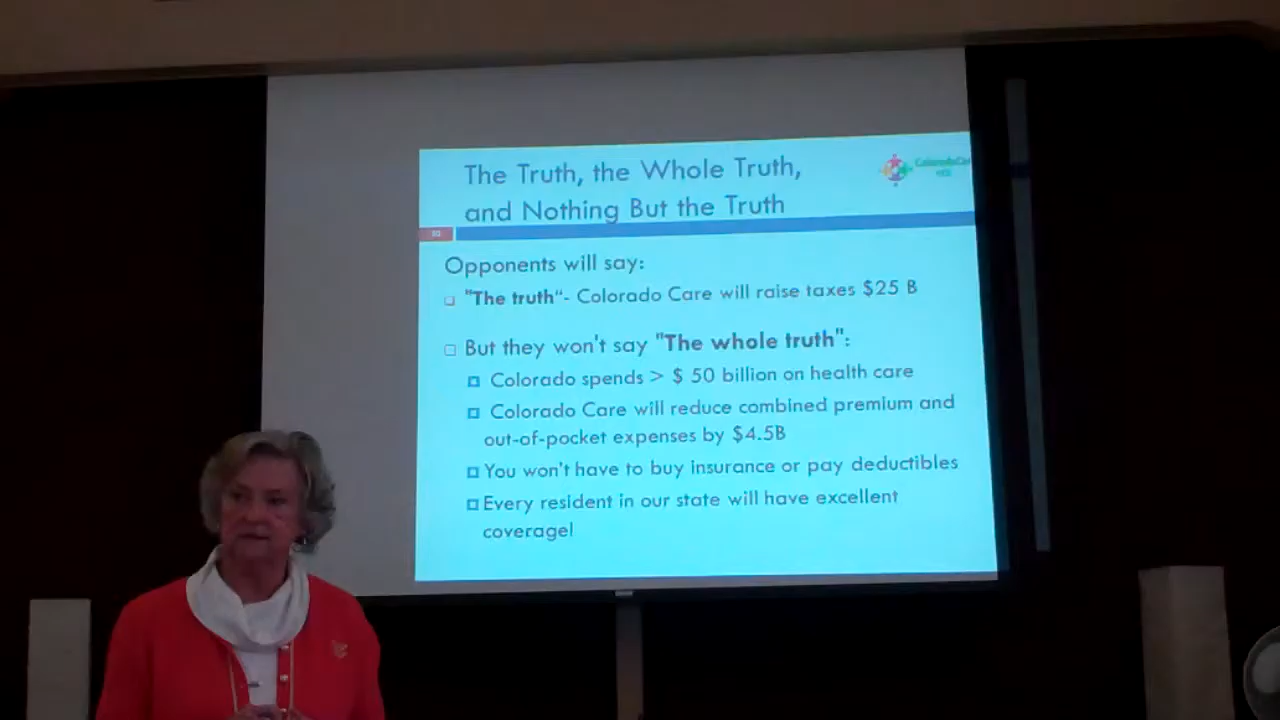 The Truth, the Whole Truth,
and Nothing But the Truth
Opponents will say:
"The truth"- Colorado Care will raise taxes $25 B
But they won't say "The whole truth":
Colorado spends > $ 50 billion on health care
Colorado Care will reduce combined premium and
out-of-pocket expenses by $4.5B
You won't have to buy insurance or pay deductibles
Every resident in our state will have excellent
coverage!